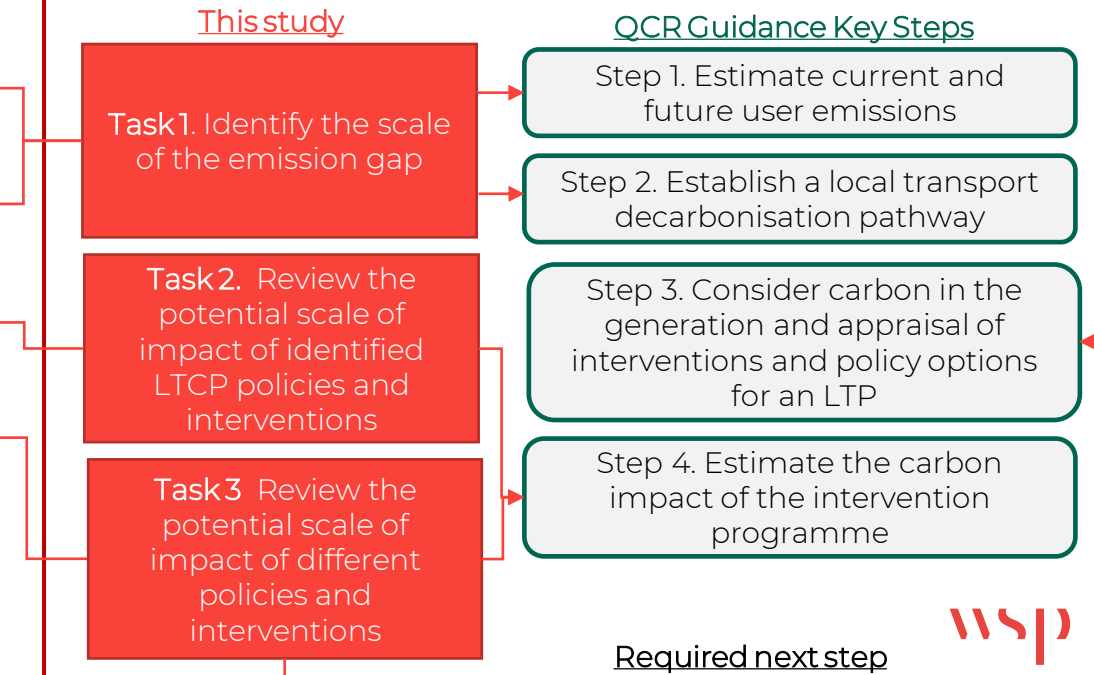 This study
Task 1. Identify the scale
of the emission gap
Task 2. Review the
potential scale of
impact of identified
LTCP policies and
interventions
Task 3 Review the
potential scale of
impact of different
policies and
interventions
QCR Guidance Key Steps
Step 1. Estimate current and
future user emissions
Step 2. Establish a local transport
decarbonisation pathway
Step 3. Consider carbon in the
generation and appraisal of
interventions and policy options
for an LTP
Step 4. Estimate the carbon
impact of the intervention
programme
Required next step
wsp